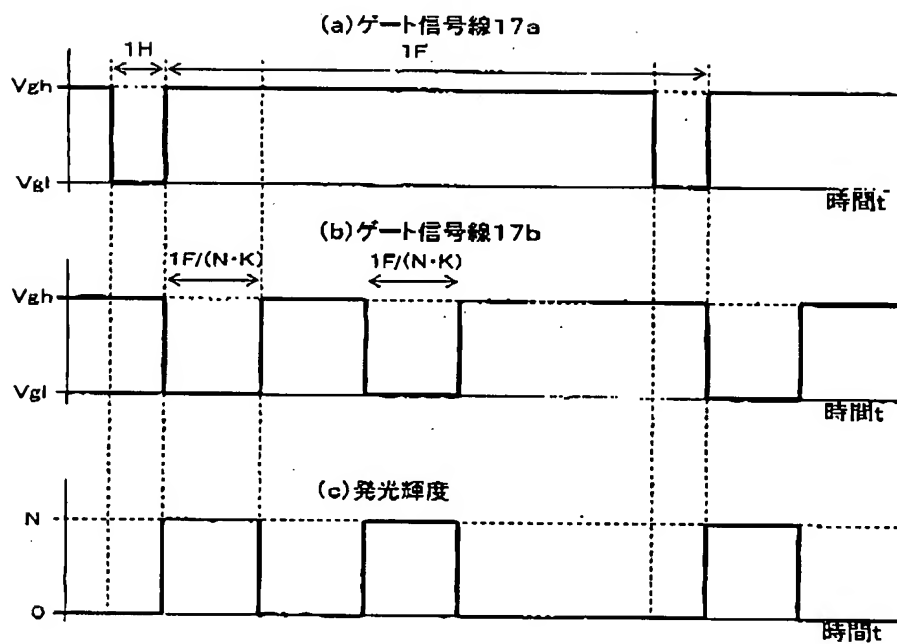 (a)ゲート信号線17a
1H
1F
Vgh
Vgl
時間t
(b)ゲート信号線17b
1F/(N·K)
1F/(N·K)
Vgh
Vgl
時間t
(c)発光輝度
N
0
時間t